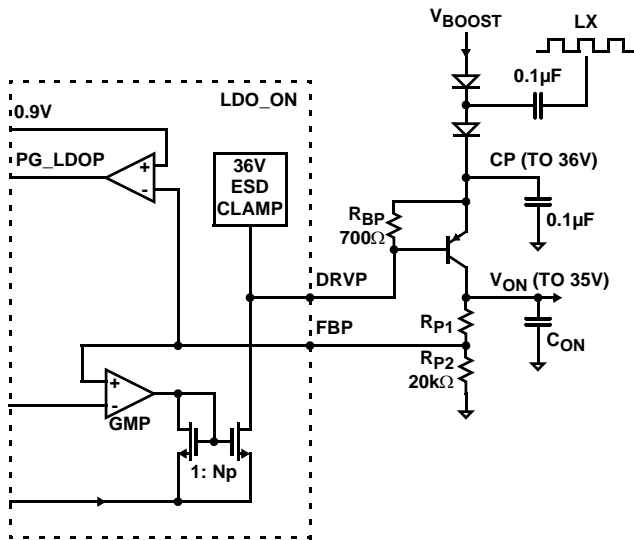 VBOOST
LX
0.1µF
LDO_ON
0.9V
PG_LDOP
+
-
36V
ESD
CLAMP
CP (TO 36V)
0.1µF
RBP
700Ω
DRVP
VON (TO 35V)
FBP
RP1
CON
RP2
20kΩ
+
-
GMP
1: Np